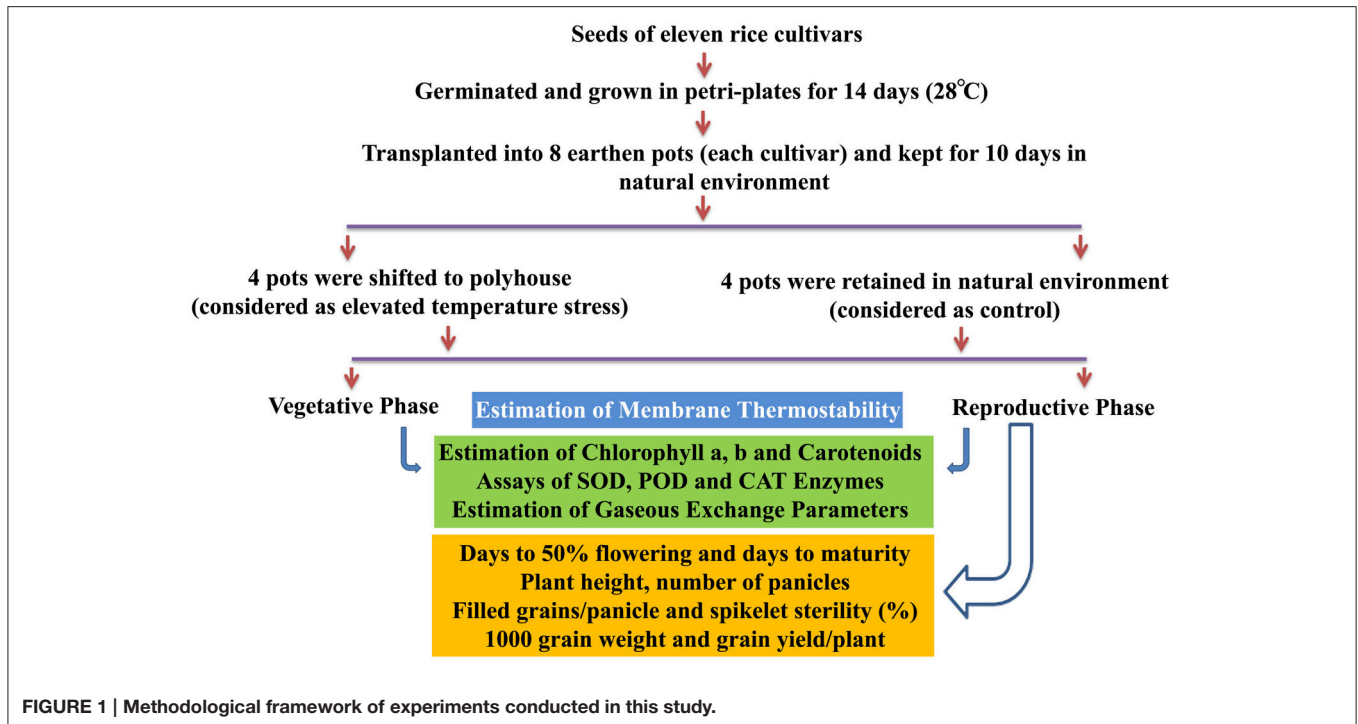 Seeds of eleven rice cultivars
Germinated and grown in petri-plates for 14 days (28°C)
Transplanted into 8 earthen pots (each cultivar) and kept for 10 days in
natural environment
4 pots were shifted to polyhouse
(considered as elevated temperature stress)
4 pots were retained in natural environment
(considered as control)
Vegetative Phase
Estimation of Membrane Thermostability
Reproductive Phase
Estimation of Chlorophyll a, b and Carotenoids
Assays of SOD, POD and CAT Enzymes
Estimation of Gaseous Exchange Parameters
Days to 50% flowering and days to maturity
Plant height, number of panicles
Filled grains/panicle and spikelet sterility (%)
1000 grain weight and grain yield/plant
FIGURE 1 | Methodological framework of experiments conducted in this study.